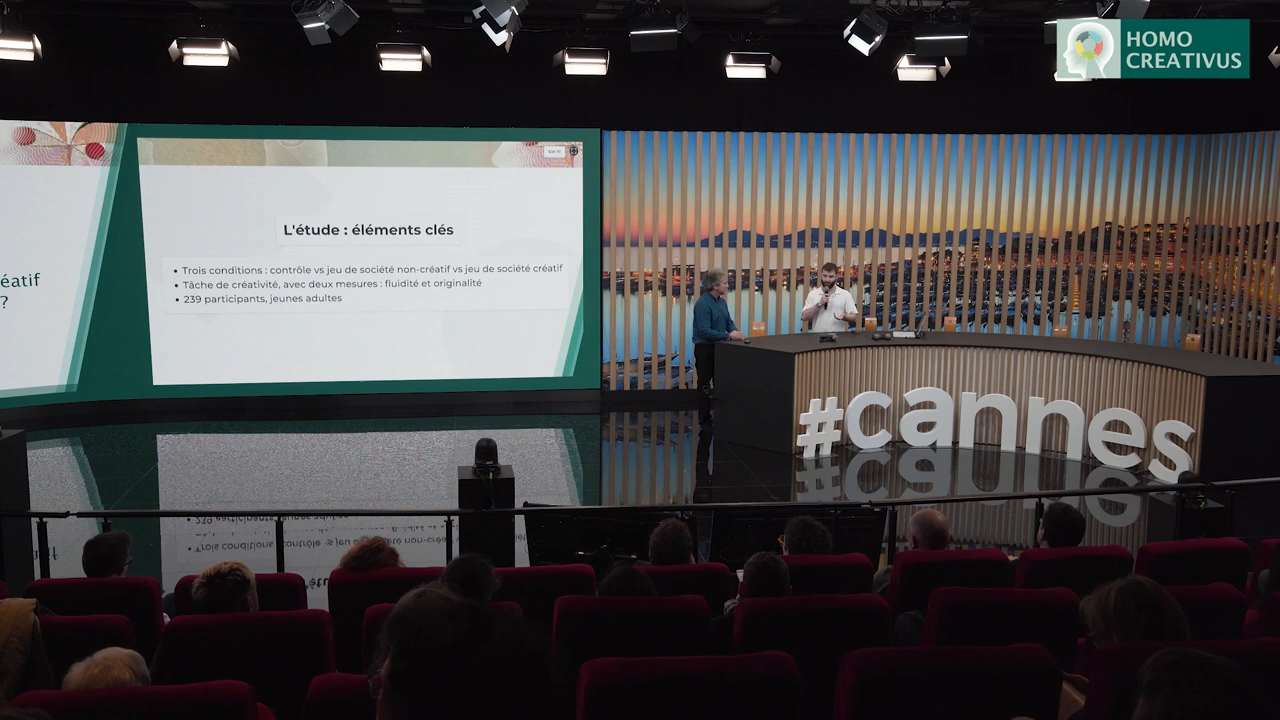 HOMO
CREATIVUS
L'étude : éléments clés
• Trois conditions : contrôle vs jeu de société non-créatif vs jeu de société créatif
• Tâche de créativité, avec deux mesures : fluidité et originalité
• 239 participants, jeunes adultes
éatif
?
#cannes